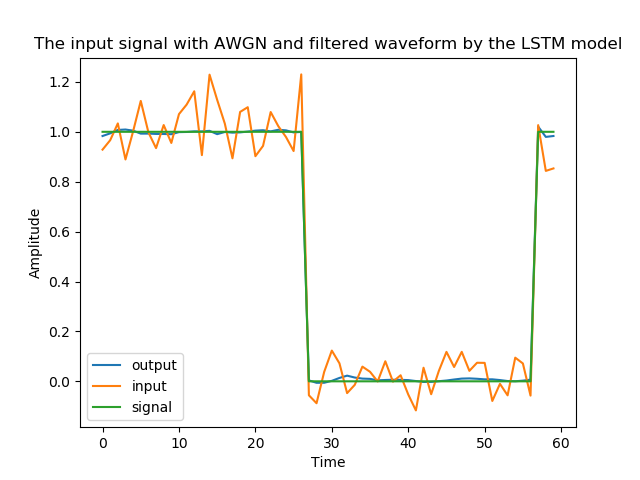 The input signal with AWGN and filtered waveform by the LSTM model
Amplitude
1.2
1.0
0.8
0.6
0.4
0.2
0.0
output
input
signal
0 10 20 30 40 50 60
Time